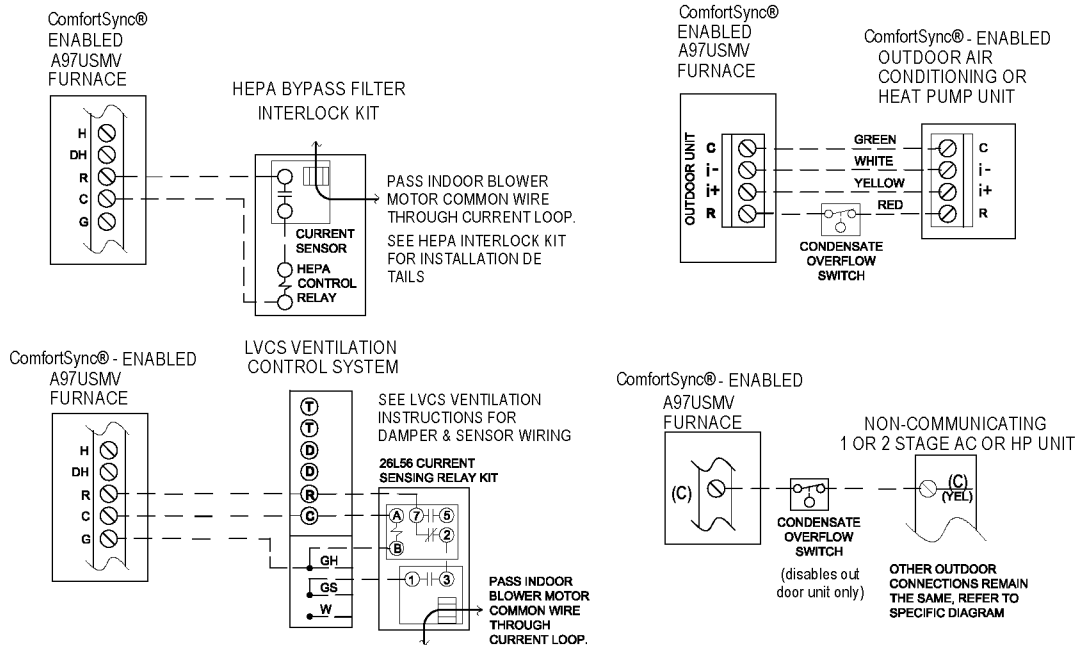 ComfortSync®
ENABLED
A97USMV
FURNACE
H
DH
R
C
G
HEPA BYPASS FILTER
INTERLOCK KIT
CURRENT
SENSOR
HEPA
CONTROL
RELAY
PASS INDOOR BLOWER
MOTOR COMMON WIRE
THROUGH CURRENT LOOP.
SEE HEPA INTERLOCK KIT
FOR INSTALLATION DE
TAILS
ComfortSync®
ENABLED
A97USMV
FURNACE
OUTDOOR UNIT
C
i-
i+
R
GREEN
WHITE
YELLOW
RED
CONDENSATE
OVERFLOW
SWITCH
ComfortSync® - ENABLED
OUTDOOR AIR
CONDITIONING OR
HEAT PUMP UNIT
C
i-
i+
R
ComfortSync® - ENABLED
A97USMV
FURNACE
H
DH
R
C
G
LVCS VENTILATION
CONTROL SYSTEM
T
T
D
D
R
C
GH
GS
W
SEE LVCS VENTILATION
INSTRUCTIONS FOR
DAMPER & SENSOR WIRING
26L56 CURRENT
SENSING RELAY KIT
A 7 5
2
B
1 3
PASS INDOOR
BLOWER MOTOR
COMMON WIRE
THROUGH
CURRENT LOOP.
ComfortSync® - ENABLED
A97USMV
FURNACE
(C)
CONDENSATE
OVERFLOW
SWITCH
(disables out
door unit only)
NON-COMMUNICATING
1 OR 2 STAGE AC OR HP UNIT
(C)
(YEL)
OTHER OUTDOOR
CONNECTIONS REMAIN
THE SAME, REFER TO
SPECIFIC DIAGRAM